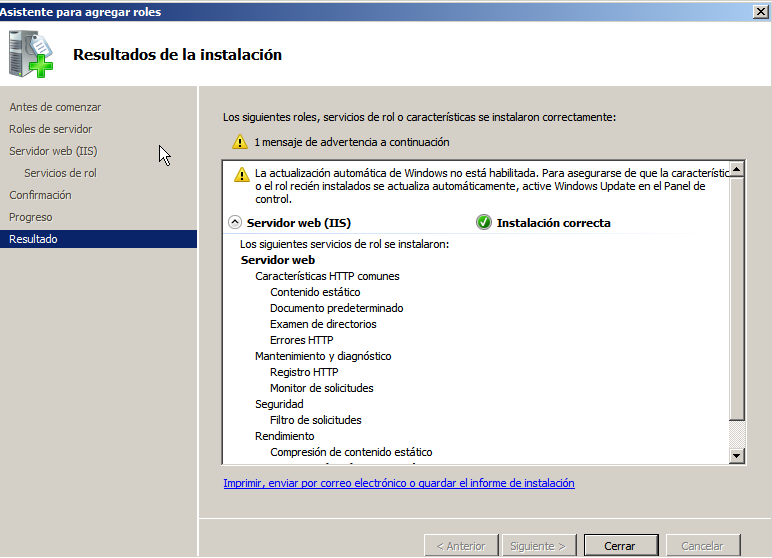 Asistente para agregar roles
Resultados de la instalación
Antes de comenzar
Roles de servidor
Servidor web (IIS)
Servicios de rol
Confirmación
Progreso
Resultado
Los siguientes roles, servicios de rol o características se instalaron correctamente:
1 mensaje de advertencia a continuación
La actualización automática de Windows no está habilitada. Para asegurarse de que la característic
o el rol recién instalados se actualiza automáticamente, active Windows Update en el Panel de
control.
Servidor web (IIS)
Instalación correcta
Los siguientes servicios de rol se instalaron:
Servidor web
Características HTTP comunes
Contenido estático
Documento predeterminado
Examen de directorios
Errores HTTP
Mantenimiento y diagnóstico
Registro HTTP
Monitor de solicitudes
Seguridad
Filtro de solicitudes
Rendimiento
Compresión de contenido estático
Imprimir, enviar por correo electrónico o guardar el informe de instalación
< Anterior
Siguiente >
Cerrar
Cancelar